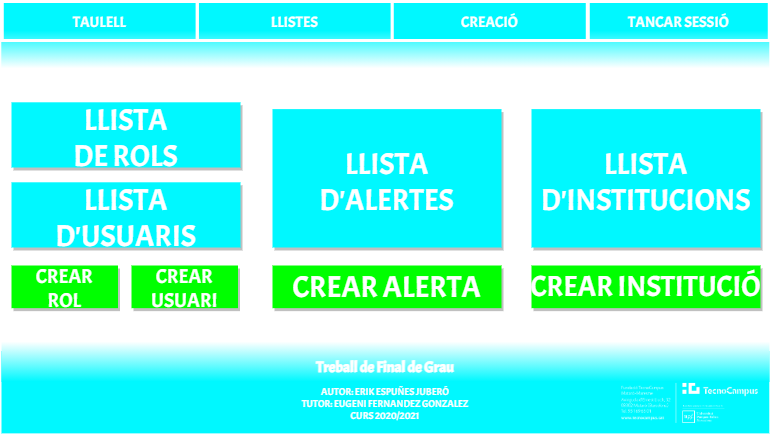 TAULELL
LLISTES
CREACIÓ
TANCAR SESSIÓ
LLISTA
DE ROLS
LLISTA
D'USUARIS
LLISTA
D'ALERTES
LLISTA
D'INSTITUCIONS
CREAR
ROL
CREAR
USUARI
CREAR ALERTA
CREAR INSTITUCIÓ
Treball de Final de Grau
AUTOR: ERIK ESPUÑES JUBERÓ
TUTOR: EUGENI FERNANDEZ GONZALEZ
CURS 2020/2021
TecnoCampus